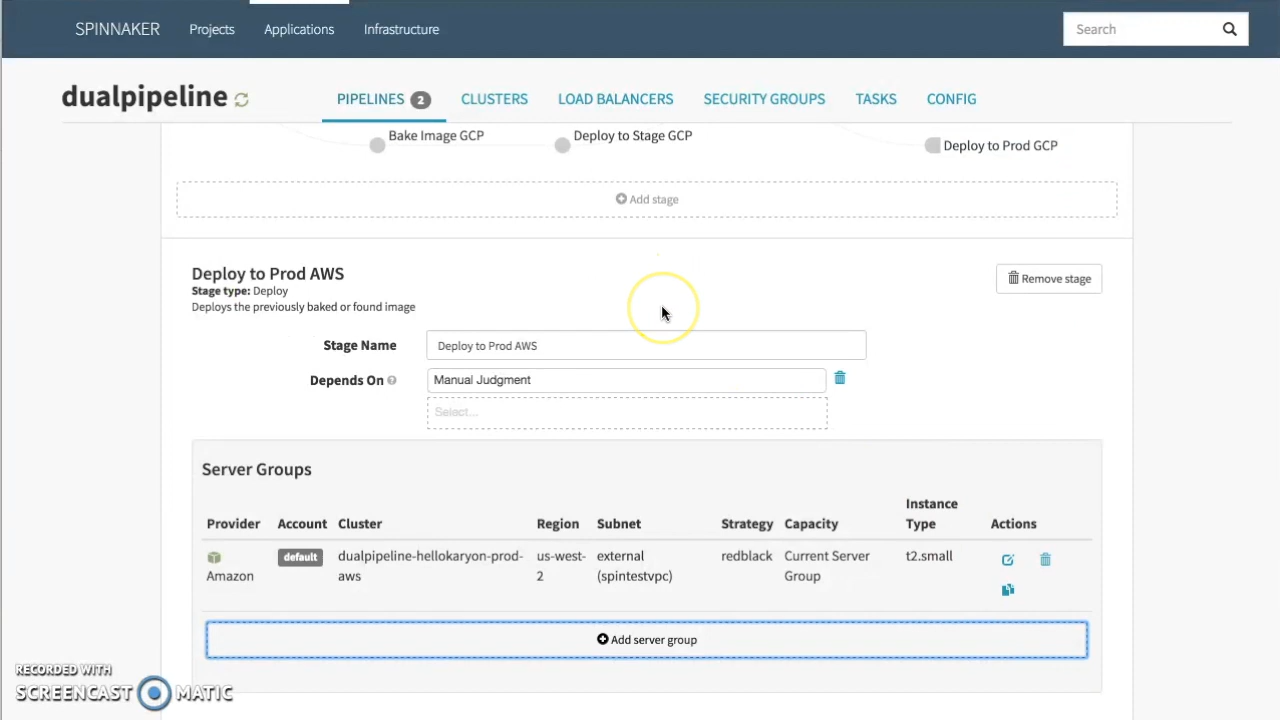 SPINNAKER Projects Applications Infrastructure Search
dualpipeline PIPELINES 2 CLUSTERS LOAD BALANCERS SECURITY GROUPS TASKS CONFIG
Bake Image GCP Deploy to Stage GCP Deploy to Prod GCP
Add stage
Deploy to Prod AWS
Stage type: Deploy
Deploys the previously baked or found image
Remove stage
Stage Name Deploy to Prod AWS
Depends On Manual Judgment
Select...
Server Groups
Provider Account Cluster Region Subnet Strategy Capacity Instance Type Actions
Amazon default dualpipeline-hellokaryon-prod-aws us-west-2 external (spintestvpc) redblack Current Server Group t2.small
Add server group
RECORDED WITH
SCREENCAST MATIC